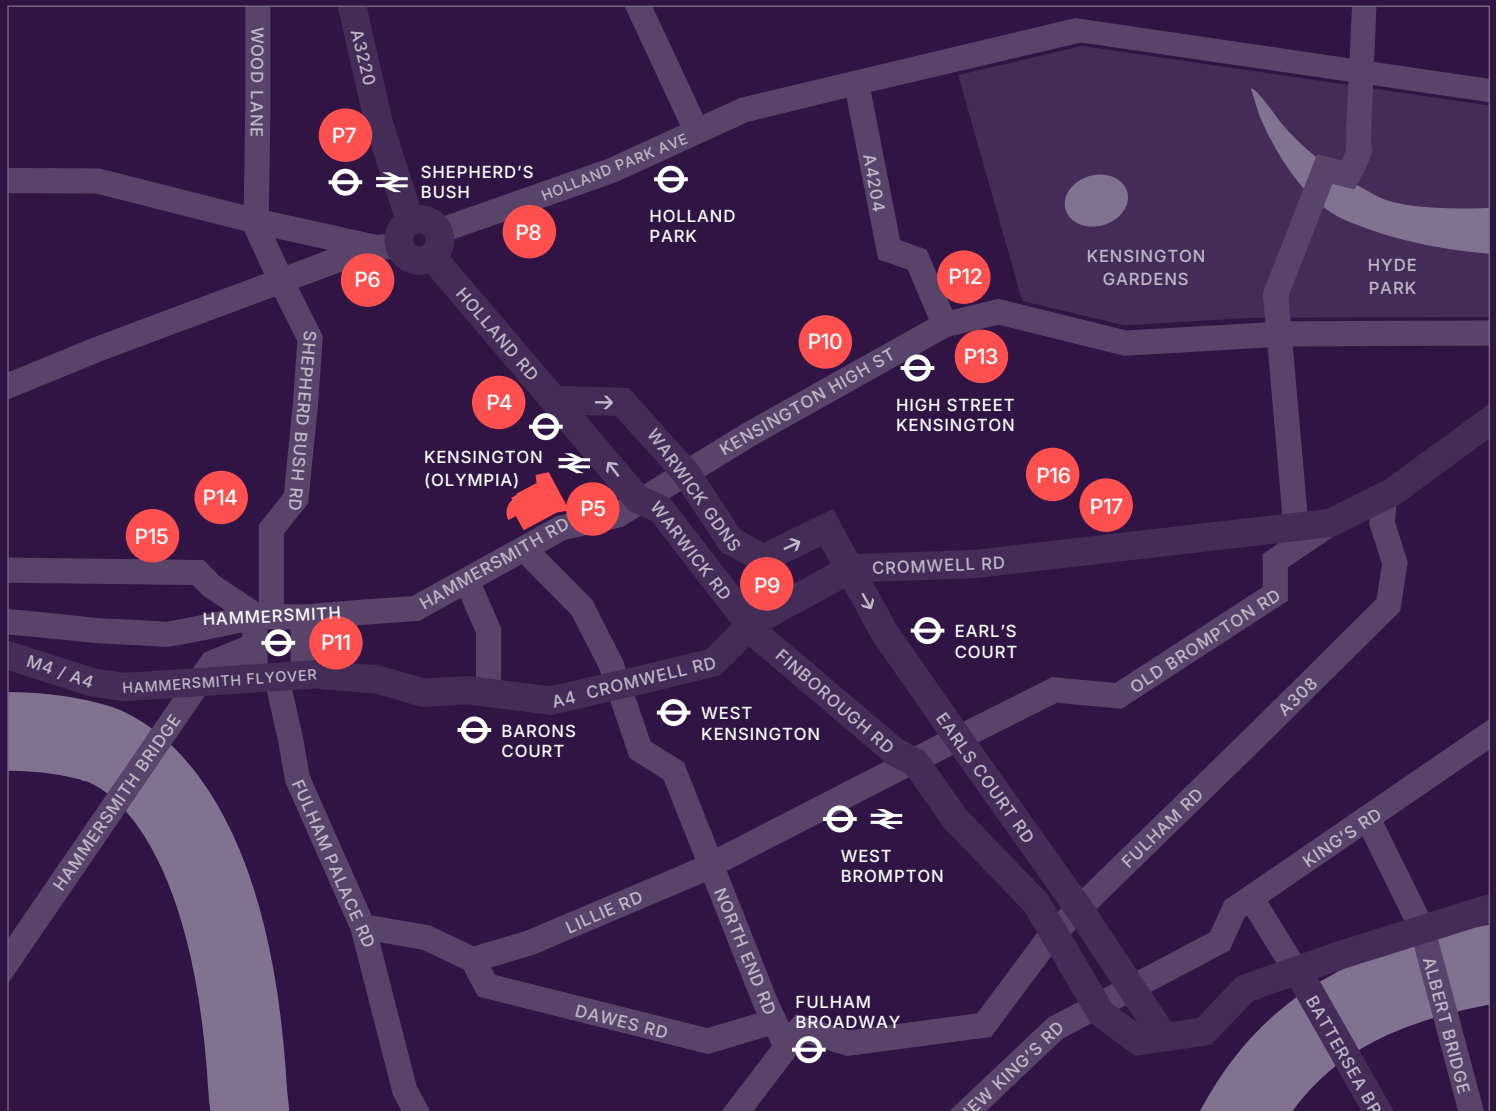 WOOD LANE
A3220
P7
SHEPHERD'S
BUSH
HOLLAND PARK AVE
HOLLAND
PARK
A4204
P8
P6
KENSINGTON
GARDENS
HYDE
PARK
P12
HOLLAND RD
SHEPHERD BUSH RD
P10
P13
KENSINGTON HIGH ST
HIGH STREET
KENSINGTON
P4
KENSINGTON
(OLYMPIA)
WARWICK GDNS
P14
P15
P5
P16
P17
HAMMERSMITH RD
WARWICK RD
P9
CROMWELL RD
HAMMERSMITH
P11
M4 / A4
HAMMERSMITH FLYOVER
A4 CROMWELL RD
EARL'S
COURT
OLD BROMPTON RD
A308
FINBOROUGH RD
WEST
KENSINGTON
BARONS
COURT
EARLS COURT RD
HAMMERSMITH BRIDGE
FULHAM PALACE RD
WEST
BROMPTON
FULHAM RD
KING'S RD
LILLIE RD
NORTH END RD
DAWES RD
FULHAM
BROADWAY
ALBERT BRIDGE
BATTERSEA BR
EW KING'S RD